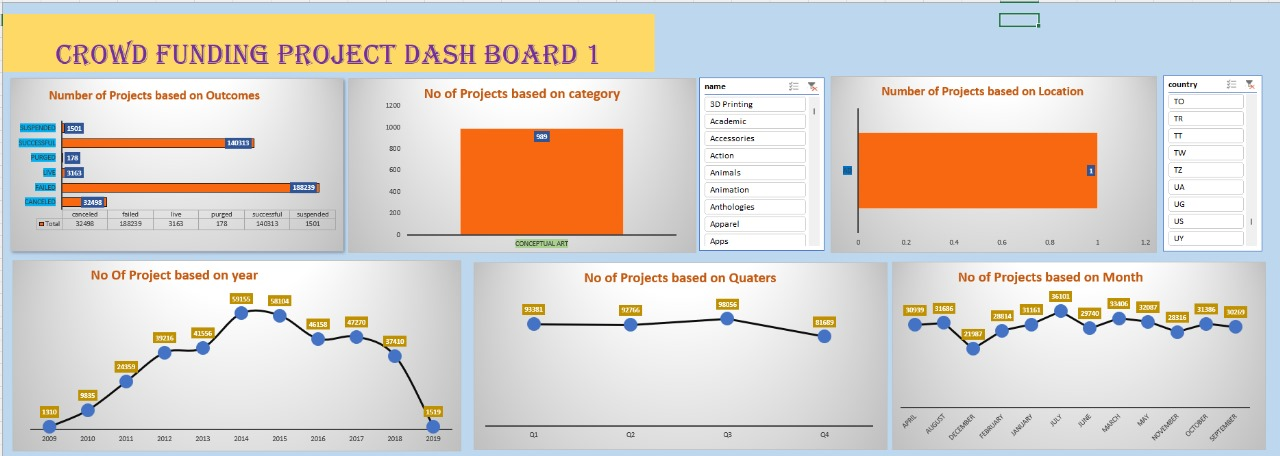 CROWD FUNDING PROJECT DASH BOARD 1
Number of Projects based on Outcomes
SUSPENDED 1501
SUCCESSFUL 140313
PURGED 178
LIVE 3163
FAILED 188239
CANCELED 32498
canceled failed live purged successful suspended
Total 32498 188239 3163 178 140313 1501
No of Projects based on category
1200
1000
800
600
400
200
0
989
CONCEPTUAL ART
name
3D Printing
Academic
Accessories
Action
Animals
Animation
Anthologies
Apparel
Apps
Number of Projects based on Location
1
0 0.2 0.4 0.6 0.8 1 1.2
country
TO
TR
TT
TW
TZ
UA
UG
US
UY
No Of Project based on year
1310 9835 24359 39216 41556 59155 58104 46158 47270 37410 1519
2009 2010 2011 2012 2013 2014 2015 2016 2017 2018 2019
No of Projects based on Quaters
93381 92766 98056 81689
Q1 Q2 Q3 Q4
No of Projects based on Month
30939 31686 21987 28814 31161 36101 29740 33406 32087 28316 31386 30269
APRIL AUGUST DECEMBER FEBRUARY JANUARY JULY JUNE MARCH MAY NOVEMBER OCTOBER SEPTEMBER